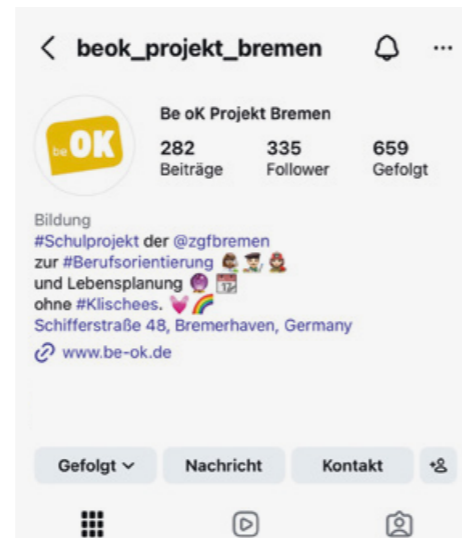 beok_projekt_bremen
be OK
Be oK Projekt Bremen
282 335 659
Beiträge Follower Gefolgt
Bildung
#Schulprojekt der @zgfbremen
zur #Berufsorientierung
und Lebensplanung
ohne #Klischees.
Schifferstraße 48, Bremerhaven, Germany
www.be-ok.de
Gefolgt Nachricht Kontakt